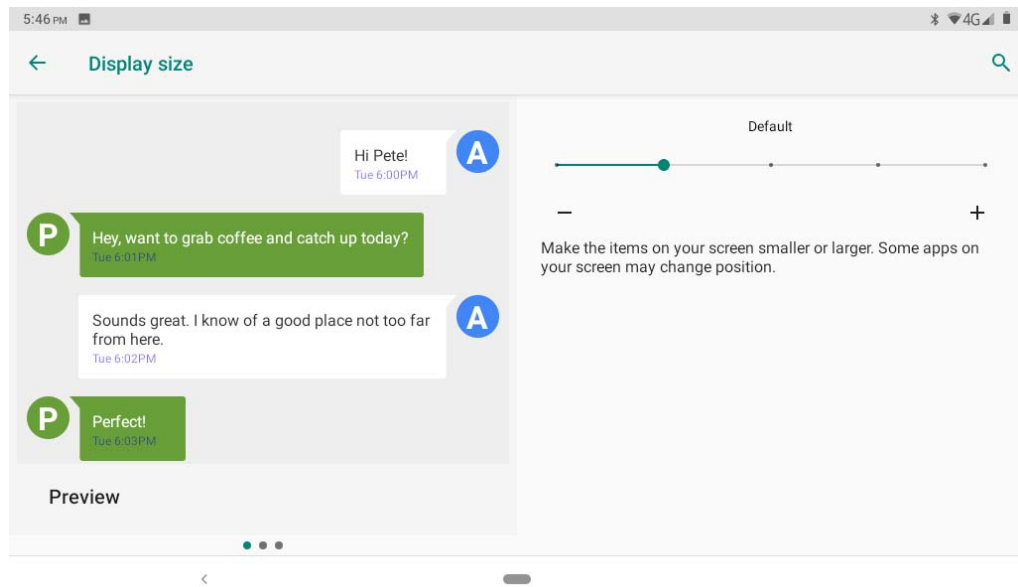 5:46 PM
4G
Display size
Hi Pete!
Tue 6:00PM
A
P
Hey, want to grab coffee and catch up today?
Tue 6:01PM
Sounds great. I know of a good place not too far
from here.
Tue 6:02PM
A
P
Perfect!
Tue 6:03PM
Preview
Default
Make the items on your screen smaller or larger. Some apps on
your screen may change position.